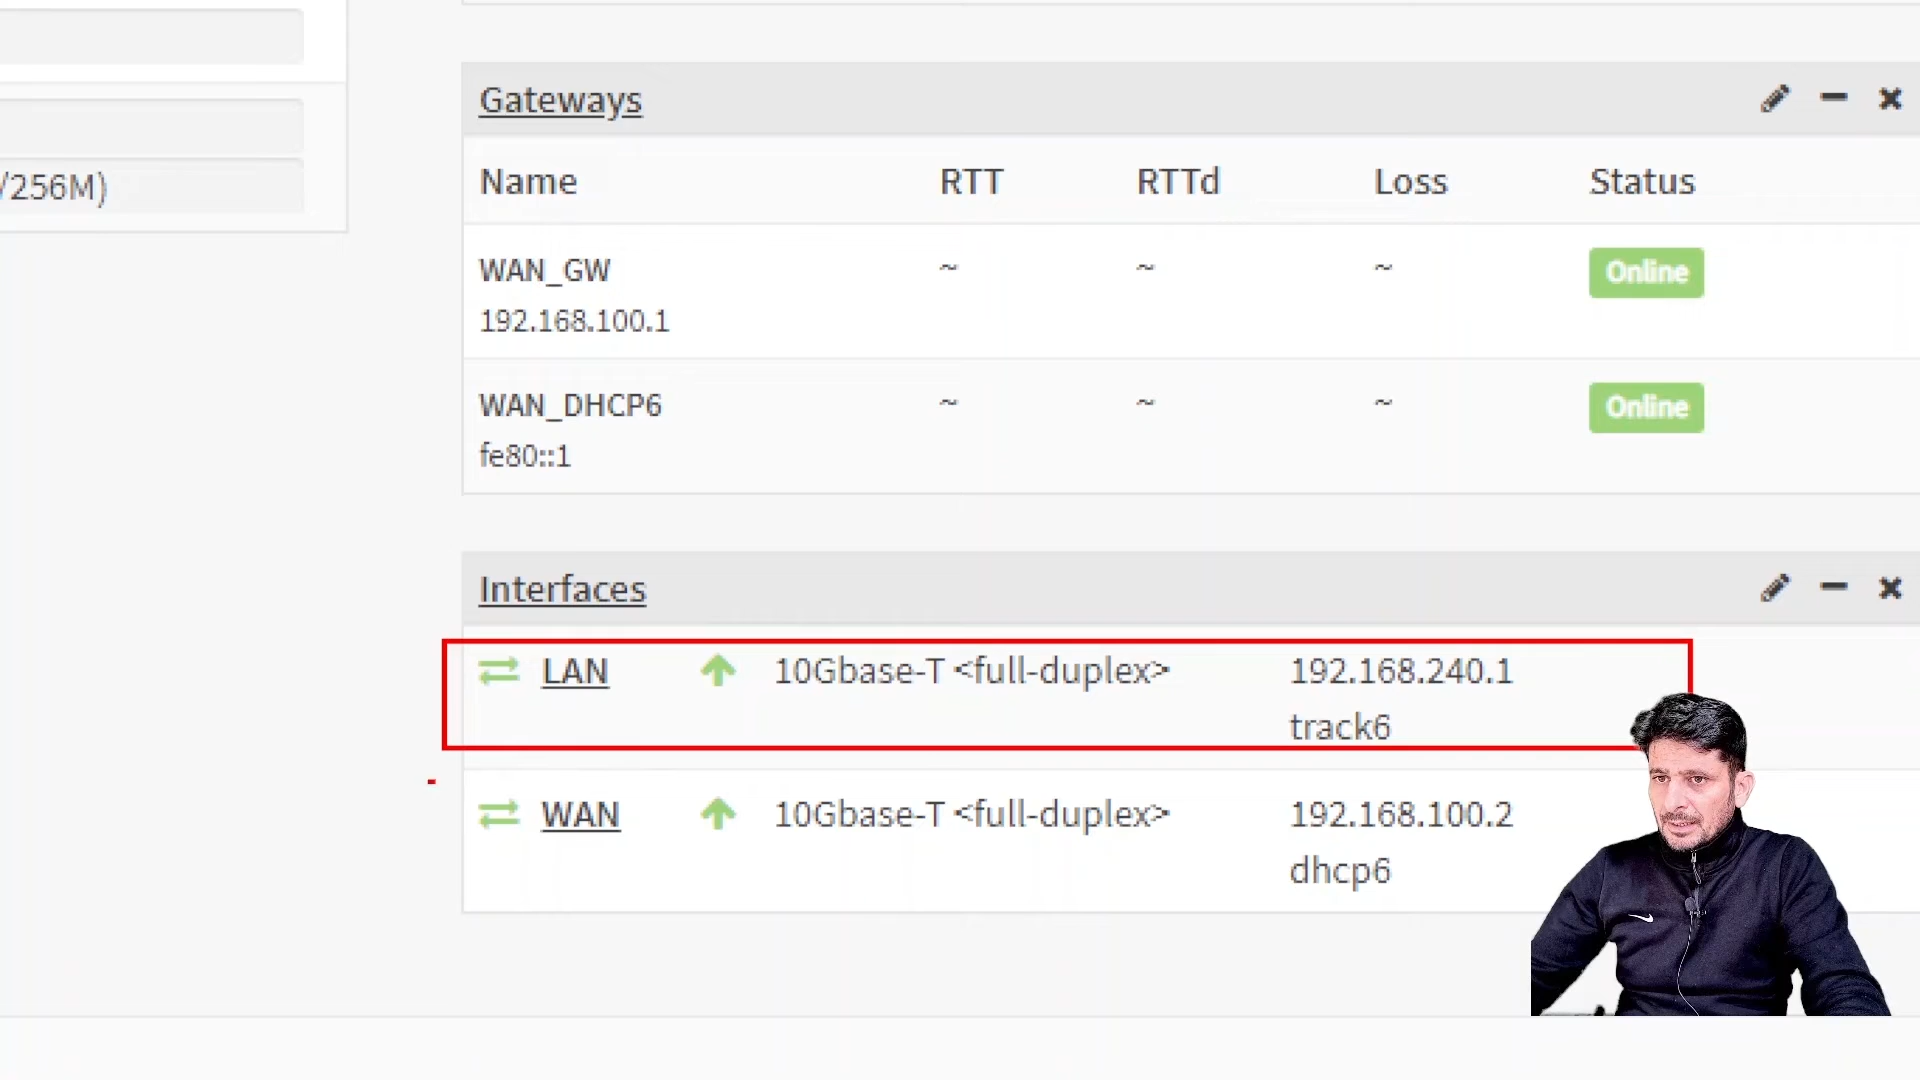 /256M)
Gateways
Name RTT RTTd Loss Status
WAN_GW ~ ~ ~ Online
192.168.100.1
WAN_DHCP6 ~ ~ ~ Online
fe80::1
Interfaces
LAN 10Gbase-T <full-duplex> 192.168.240.1
track6
WAN 10Gbase-T <full-duplex> 192.168.100.2
dhcp6